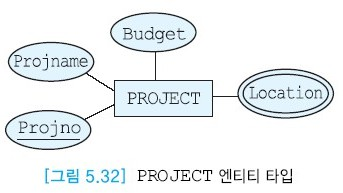 Budget
Projname
PROJECT
Location
Projno
[그림 5.32] PROJECT 엔티티 타입